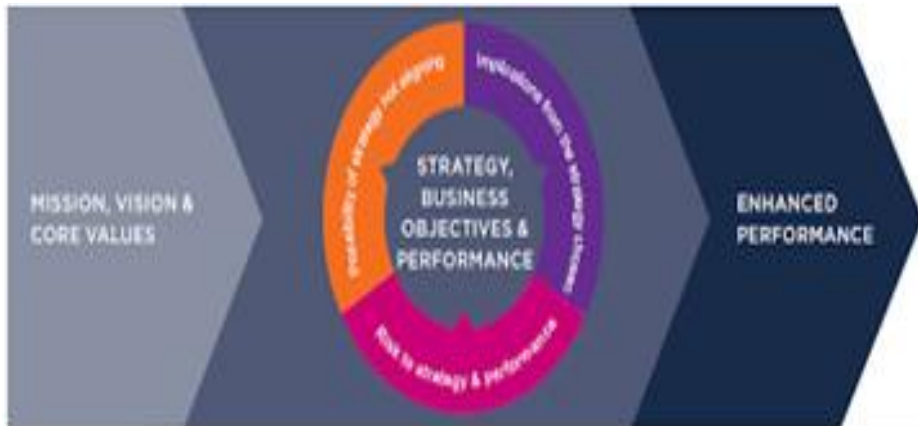 MISSION, VISION &
CORE VALUES
Possibility of strategy not aligning
Implications from the strategy chosen
STRATEGY,
BUSINESS
OBJECTIVES &
PERFORMANCE
Risk to strategy & performance
ENHANCED
PERFORMANCE